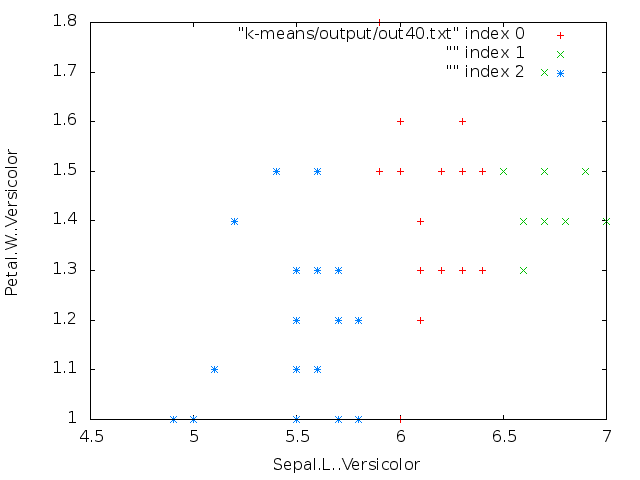 1.8
"k-means/output/out40.txt" index 0
"" index 1
"" index 2
1.7
1.6
1.5
1.4
1.3
1.2
1.1
1
Petal.W..Versicolor
4.5 5 5.5 6 6.5 7
Sepal.L..Versicolor